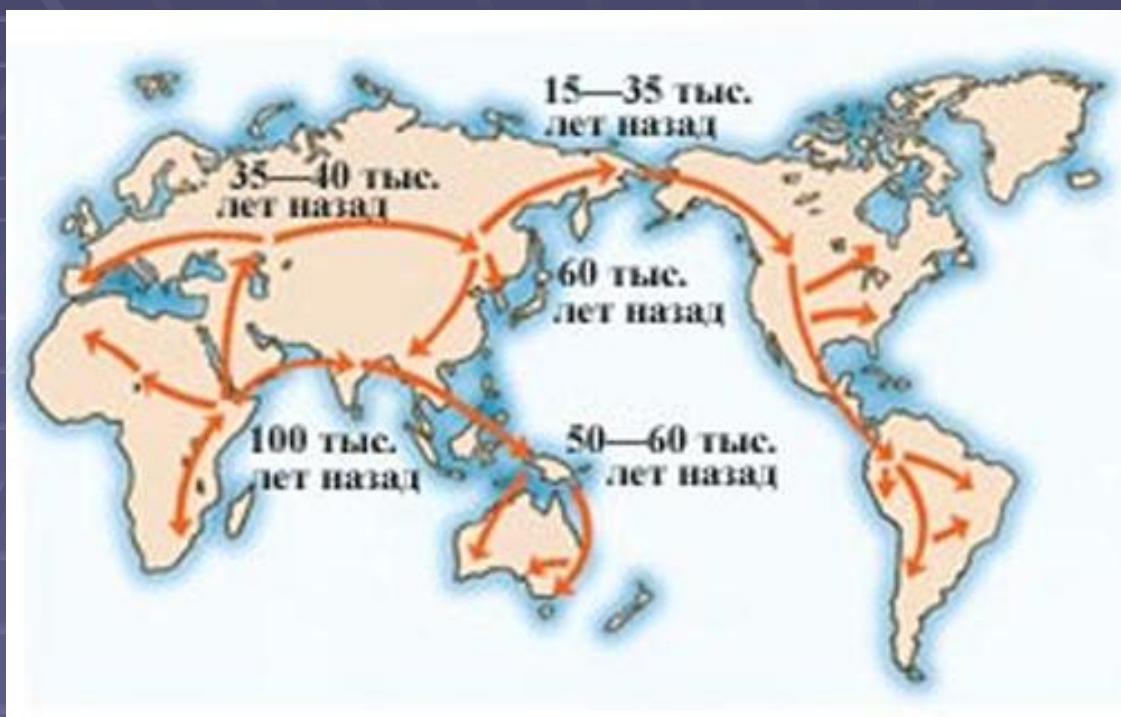 15—35 тыс.
лет назад
35—40 тыс.
лет назад
60 тыс.
лет назад
100 тыс.
лет назад
50—60 тыс.
лет назад